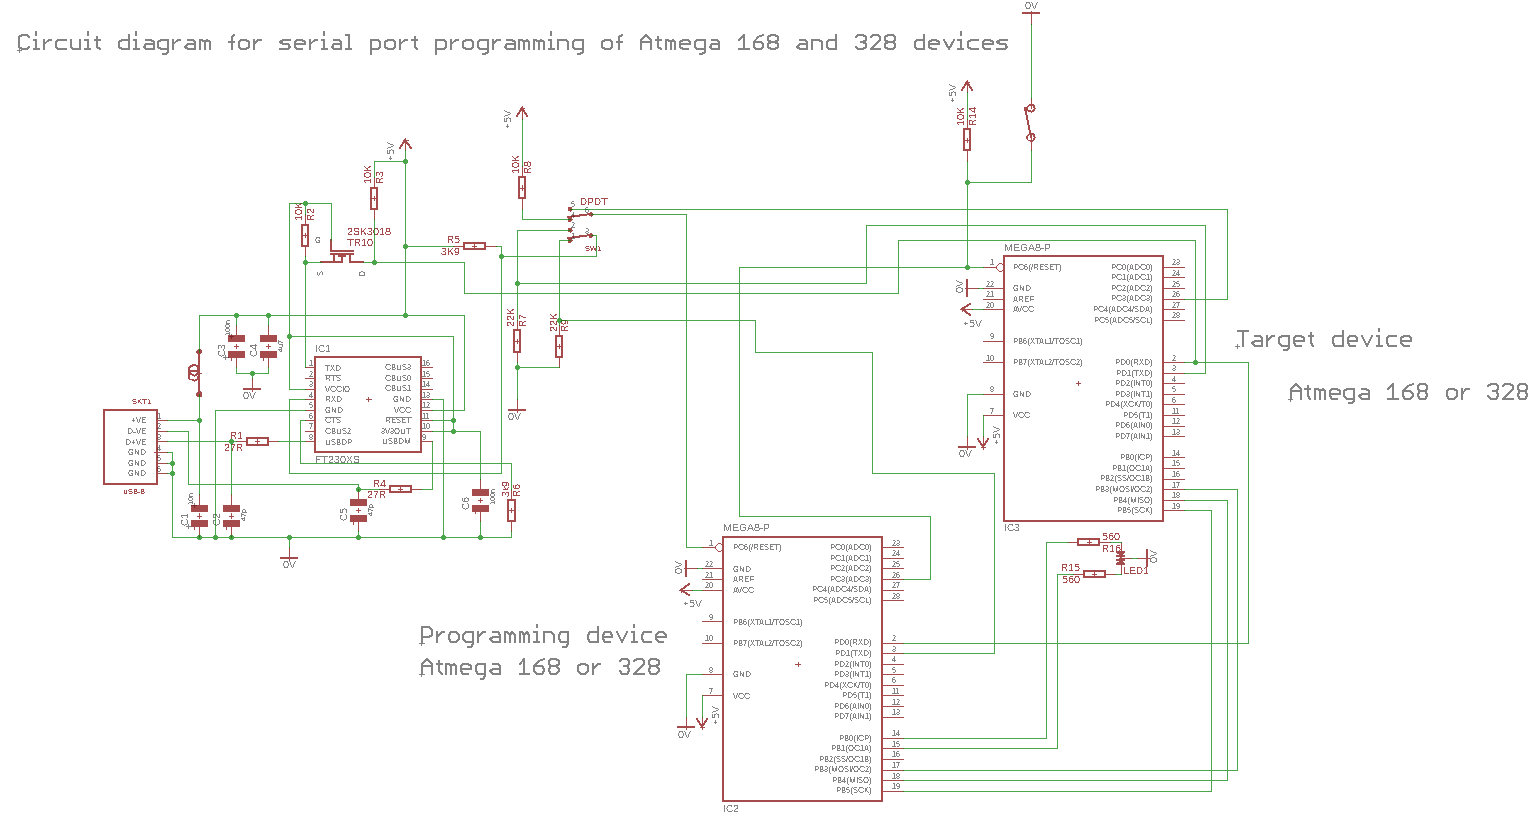 Circuit diagram for serial port programming of Atmega 168 and 328 devices
0V
+5V
10K
R14
+5V
10K
R8
+5V
10K
R3
10K
R2
G
S
D
2SK3018
TR10
R5
3K9
DPDT
5
6
4
2
3
1
SW1
22K
R7
22K
R9
0V
100n
C3
4u7
C4
0V
IC1
1 TXD
2 RTS
3 VCCIO
4 RXD
5 GND
6 CTS
7 CBUS2
8 USBDP
CBUS3 16
CBUS0 15
CBUS1 14
GND 13
VCC 12
RESET 11
3V3OUT 10
USBDM 9
FT230XS
SKT1
+VE 1
D-VE 2
D+VE 3
GND 4
GND 5
GND 6
USB-B
R1
27R
R4
27R
10n
C1
47p
C2
47p
C5
100n
C6
3k9
R6
0V
MEGA8-P
1 PC6(/RESET)
22 GND
21 AREF
20 AVCC
9 PB6(XTAL1/TOSC1)
10 PB7(XTAL2/TOSC2)
8 GND
7 VCC
PC0(ADC0) 23
PC1(ADC1) 24
PC2(ADC2) 25
PC3(ADC3) 26
PC4(ADC4/SDA) 27
PC5(ADC5/SCL) 28
PD0(RXD) 2
PD1(TXD) 3
PD2(INT0) 4
PD3(INT1) 5
PD4(XCK/T0) 6
PD5(T1) 11
PD6(AIN0) 12
PD7(AIN1) 13
PB0(ICP) 14
PB1(OC1A) 15
PB2(SS/OC1B) 16
PB3(MOSI/OC2) 17
PB4(MISO) 18
PB5(SCK) 19
IC3
0V
+5V
0V
+5V
Target device
Atmega 168 or 328
560
R16
R15
560
LED1
0V
MEGA8-P
1 PC6(/RESET)
22 GND
21 AREF
20 AVCC
9 PB6(XTAL1/TOSC1)
10 PB7(XTAL2/TOSC2)
8 GND
7 VCC
PC0(ADC0) 23
PC1(ADC1) 24
PC2(ADC2) 25
PC3(ADC3) 26
PC4(ADC4/SDA) 27
PC5(ADC5/SCL) 28
PD0(RXD) 2
PD1(TXD) 3
PD2(INT0) 4
PD3(INT1) 5
PD4(XCK/T0) 6
PD5(T1) 11
PD6(AIN0) 12
PD7(AIN1) 13
PB0(ICP) 14
PB1(OC1A) 15
PB2(SS/OC1B) 16
PB3(MOSI/OC2) 17
PB4(MISO) 18
PB5(SCK) 19
IC2
0V
+5V
0V
+5V
Programming device
Atmega 168 or 328